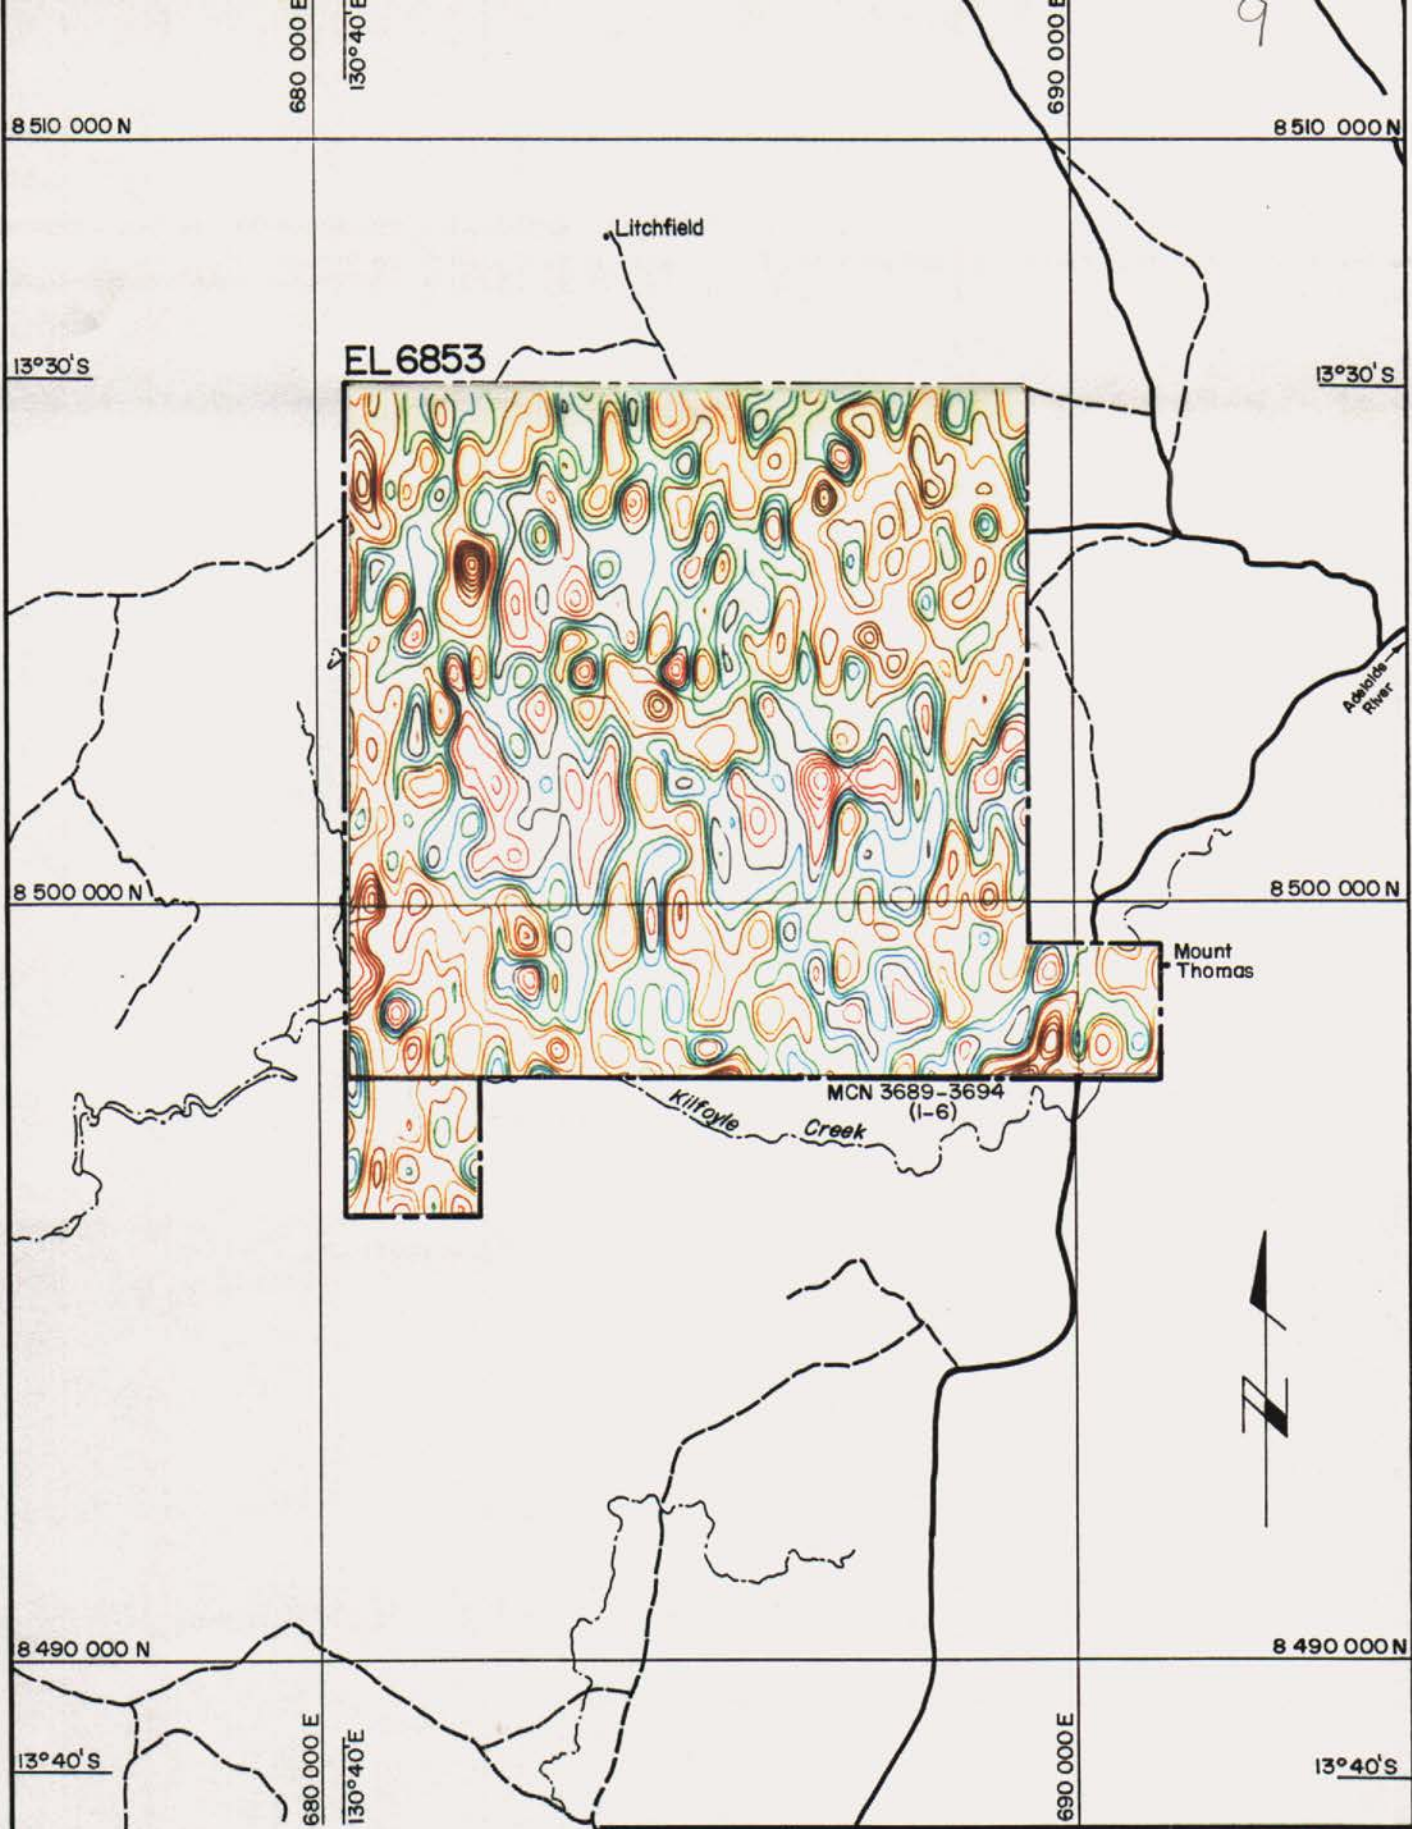 680 000 E
130°40'E
690 000 E
9
8 510 000 N
8 510 000 N
Litchfield
13°30'S
EL 6853
13°30'S
Adelaide
River
8 500 000 N
8 500 000 N
Mount
Thomas
MCN 3689-3694
(1-6)
Kilfoyle Creek
N
8 490 000 N
8 490 000 N
13°40'S
680 000 E
130°40'E
690 000 E
13°40'S